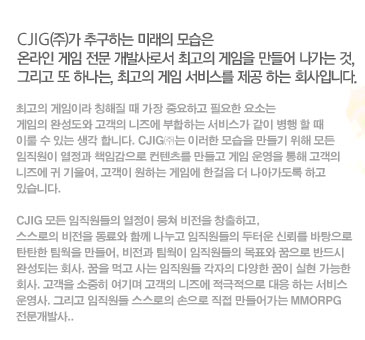 CJIG(주)가 추구하는 미래의 모습은
온라인 게임 전문 개발사로서 최고의 게임을 만들어 나가는 것,
그리고 또 하나는, 최고의 게임 서비스를 제공 하는 회사입니다.
최고의 게임이라 칭해질 때 가장 중요하고 필요한 요소는
게임의 완성도와 고객의 니즈에 부합하는 서비스가 같이 병행 할 때
이룰 수 있는 생각 합니다. CJIG㈜는 이러한 모습을 만들기 위해 모든
임직원이 열정과 책임감으로 컨텐츠를 만들고 게임 운영을 통해 고객의
니즈에 귀 기울여, 고객이 원하는 게임에 한걸음 더 나아가도록 하고
있습니다.
CJIG 모든 임직원들의 열정이 뭉쳐 비전을 창출하고,
스스로의 비전을 동료와 함께 나누고 임직원들의 두터운 신뢰를 바탕으로
탄탄한 팀웍을 만들어, 비전과 팀웍이 임직원들의 목표와 꿈으로 반드시
완성되는 회사. 꿈을 먹고 사는 임직원들 각자의 다양한 꿈이 실현 가능한
회사. 고객을 소중히 여기며 고객의 니즈에 적극적으로 대응 하는 서비스
운영사. 그리고 임직원들 스스로의 손으로 직접 만들어가는 MMORPG
전문개발사..